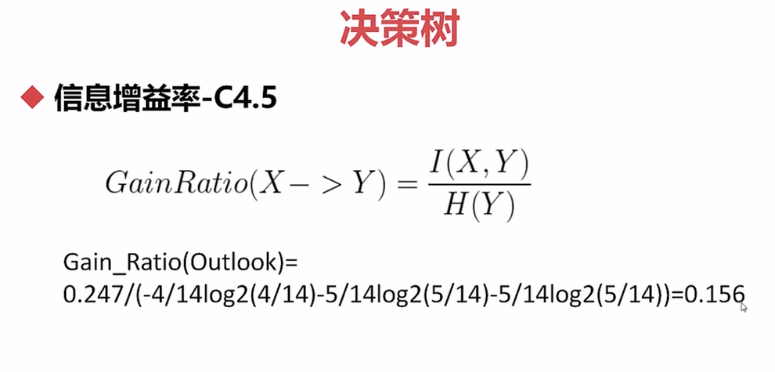 决策树
信息增益率-C4.5
GainRatio(X− > Y) = I(X,Y) / H(Y)
Gain_Ratio(Outlook)=
0.247/(-4/14log2(4/14)-5/14log2(5/14)-5/14log2(5/14))=0.156